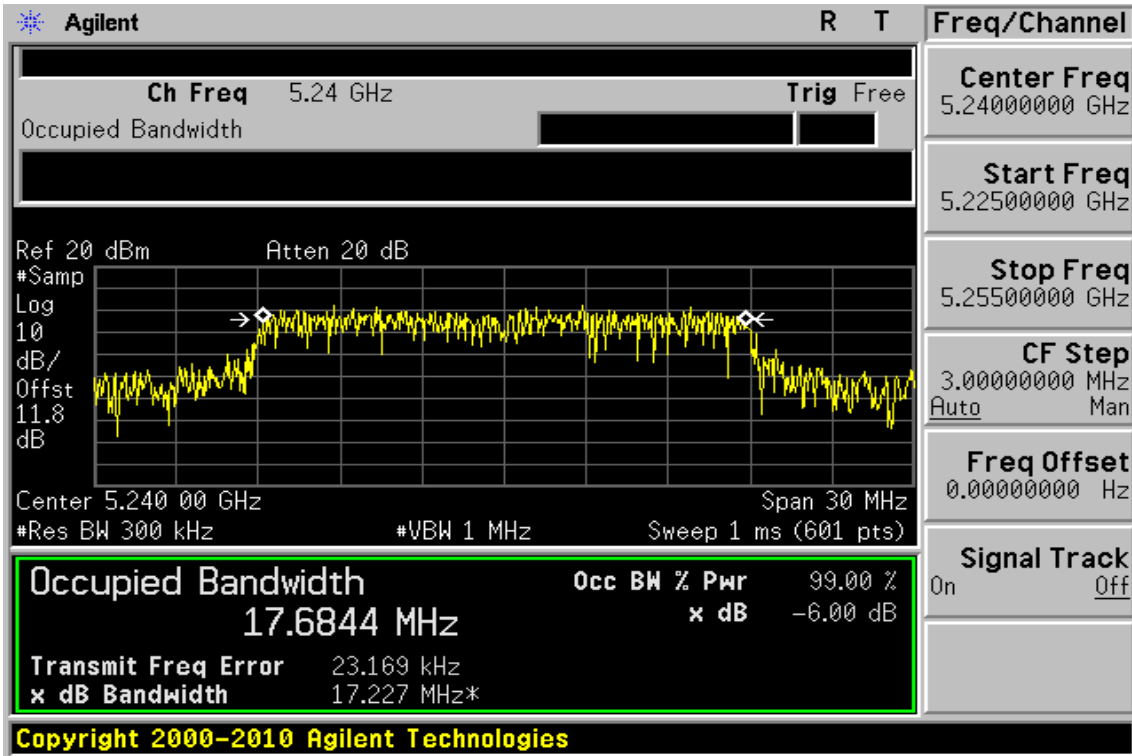 Agilent R T
Ch Freq 5.24 GHz Trig Free
Occupied Bandwidth
Ref 20 dBm Atten 20 dB
#Samp
Log
10
dB/
Offst
11.8
dB
Center 5.240 00 GHz Span 30 MHz
#Res BW 300 kHz #VBW 1 MHz Sweep 1 ms (601 pts)
Occupied Bandwidth
17.6844 MHz
Occ BW % Pwr 99.00 %
x dB -6.00 dB
Transmit Freq Error 23.169 kHz
x dB Bandwidth 17.227 MHz*
Copyright 2000-2010 Agilent Technologies
Freq/Channel
Center Freq
5.24000000 GHz
Start Freq
5.22500000 GHz
Stop Freq
5.25500000 GHz
CF Step
3.00000000 MHz
Auto Man
Freq Offset
0.00000000 Hz
Signal Track
On Off